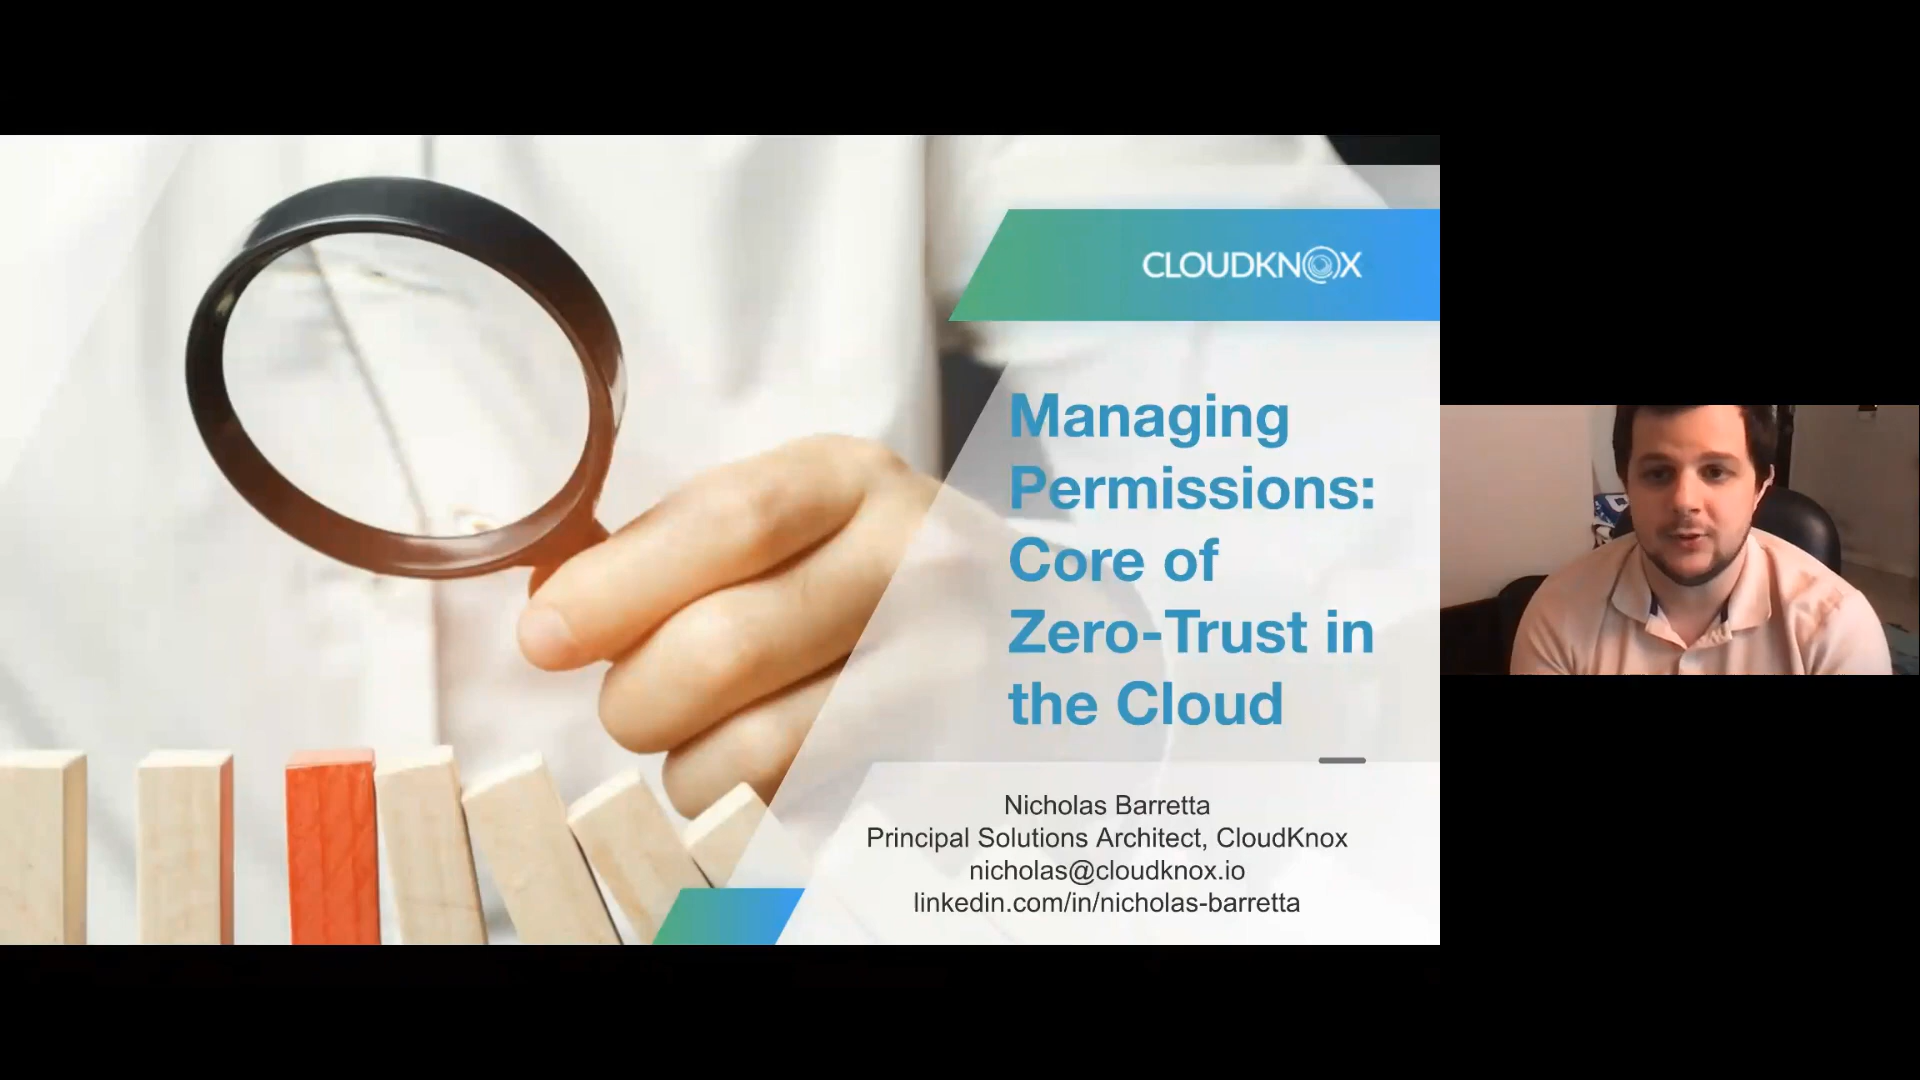 CLOUDKNOX
Managing
Permissions:
Core of
Zero-Trust in
the Cloud
Nicholas Barretta
Principal Solutions Architect, CloudKnox
nicholas@cloudknox.io
linkedin.com/in/nicholas-barretta